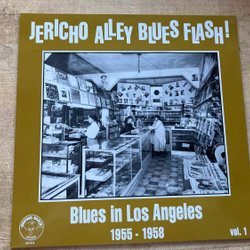 JERICHO ALLEY BLUES FLASH!
Blues in Los Angeles
1955 - 1958
vol. 1